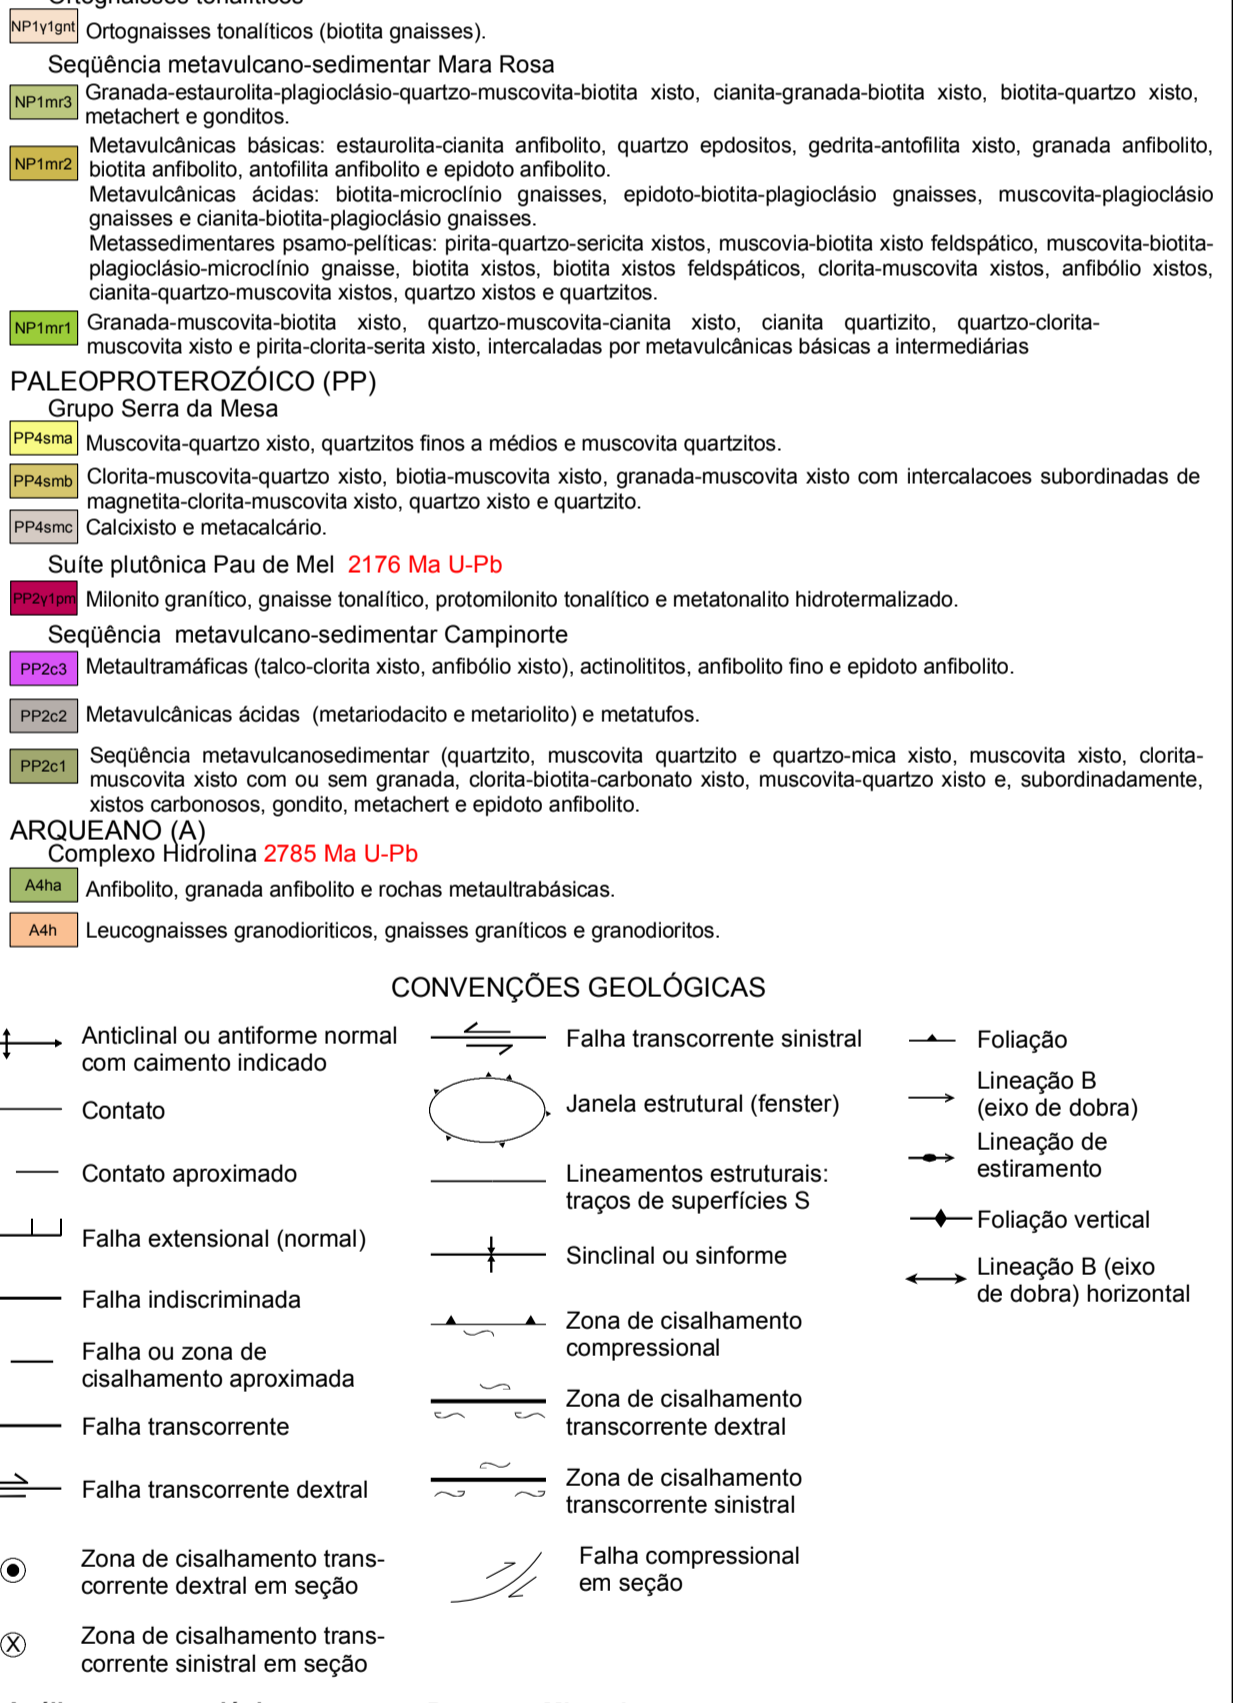 NP1γ1gnt Ortognaisses tonalíticos (biotita gnaisses).
Seqüência metavulcano-sedimentar Mara Rosa
NP1mr3 Granada-estaurolita-plagioclásio-quartzo-muscovita-biotita xisto, cianita-granada-biotita xisto, biotita-quartzo xisto,
metachert e gonditos.
NP1mr2 Metavulcânicas básicas: estaurolita-cianita anfibolito, quartzo epdositos, gedrita-antofilita xisto, granada anfibolito,
biotita anfibolito, antofilita anfibolito e epidoto anfibolito.
Metavulcânicas ácidas: biotita-microclínio gnaisses, epidoto-biotita-plagioclásio gnaisses, muscovita-plagioclásio
gnaisses e cianita-biotita-plagioclásio gnaisses.
Metassedimentares psamo-pelíticas: pirita-quartzo-sericita xistos, muscovia-biotita xisto feldspático, muscovita-biotita-
plagioclásio-microclínio gnaisse, biotita xistos, biotita xistos feldspáticos, clorita-muscovita xistos, anfibólio xistos,
cianita-quartzo-muscovita xistos, quartzo xistos e quartzitos.
NP1mr1 Granada-muscovita-biotita xisto, quartzo-muscovita-cianita xisto, cianita quartizito, quartzo-clorita-
muscovita xisto e pirita-clorita-serita xisto, intercaladas por metavulcânicas básicas a intermediárias
PALEOPROTEROZÓICO (PP)
Grupo Serra da Mesa
PP4sma Muscovita-quartzo xisto, quartzitos finos a médios e muscovita quartzitos.
PP4smb Clorita-muscovita-quartzo xisto, biotia-muscovita xisto, granada-muscovita xisto com intercalacoes subordinadas de
magnetita-clorita-muscovita xisto, quartzo xisto e quartzito.
PP4smc Calcixisto e metacalcário.
Suíte plutônica Pau de Mel 2176 Ma U-Pb
PP2γ1pm Milonito granítico, gnaisse tonalítico, protomilonito tonalítico e metatonalito hidrotermalizado.
Seqüência metavulcano-sedimentar Campinorte
PP2c3 Metaultramáficas (talco-clorita xisto, anfibólio xisto), actinolititos, anfibolito fino e epidoto anfibolito.
PP2c2 Metavulcânicas ácidas (metariodacito e metariolito) e metatufos.
PP2c1 Seqüência metavulcanosedimentar (quartzito, muscovita quartzito e quartzo-mica xisto, muscovita xisto, clorita-
muscovita xisto com ou sem granada, clorita-biotita-carbonato xisto, muscovita-quartzo xisto e, subordinadamente,
xistos carbonosos, gondito, metachert e epidoto anfibolito.
ARQUEANO (A)
Complexo Hidrolina 2785 Ma U-Pb
A4ha Anfibolito, granada anfibolito e rochas metaultrabásicas.
A4h Leucognaisses granodioriticos, gnaisses graníticos e granodioritos.
CONVENÇÕES GEOLÓGICAS
Anticlinal ou antiforme normal
com caimento indicado
Contato
Contato aproximado
Falha extensional (normal)
Falha indiscriminada
Falha ou zona de
cisalhamento aproximada
Falha transcorrente
Falha transcorrente dextral
Zona de cisalhamento trans-
corrente dextral em seção
X Zona de cisalhamento trans-
corrente sinistral em seção
Falha transcorrente sinistral
Janela estrutural (fenster)
Lineamentos estruturais:
traços de superfícies S
Sinclinal ou sinforme
Zona de cisalhamento
compressional
Zona de cisalhamento
transcorrente dextral
Zona de cisalhamento
transcorrente sinistral
Falha compressional
em seção
Foliação
Lineação B
(eixo de dobra)
Lineação de
estiramento
Foliação vertical
Lineação B (eixo
de dobra) horizontal